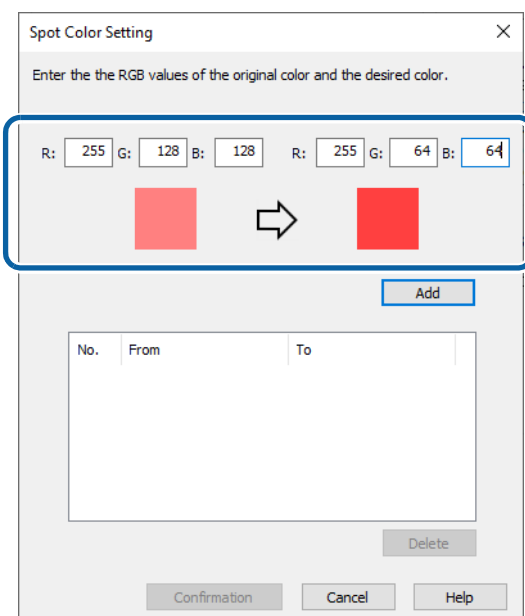 Spot Color Setting
Enter the the RGB values of the original color and the desired color.
R: 255 G: 128 B: 128 R: 255 G: 64 B: 64
Add
No. From To
Delete
Confirmation Cancel Help